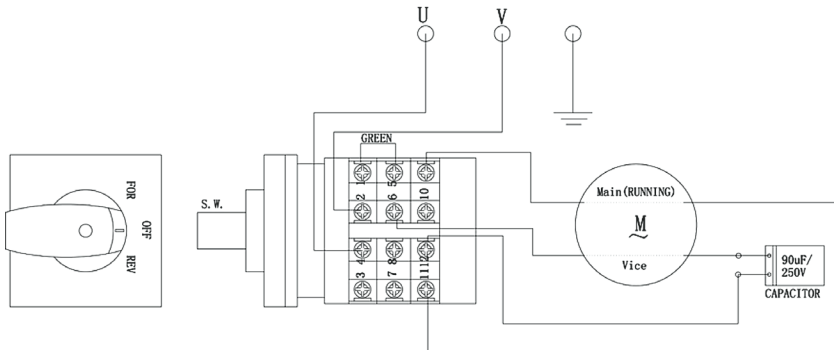 U
V
GREEN
1
5
10
2
6
10
4
8
12
3
7
11
S.W.
FOR
OFF
REV
Main(RUNNING)
M
~
Vice
90uF/
250V
CAPACITOR